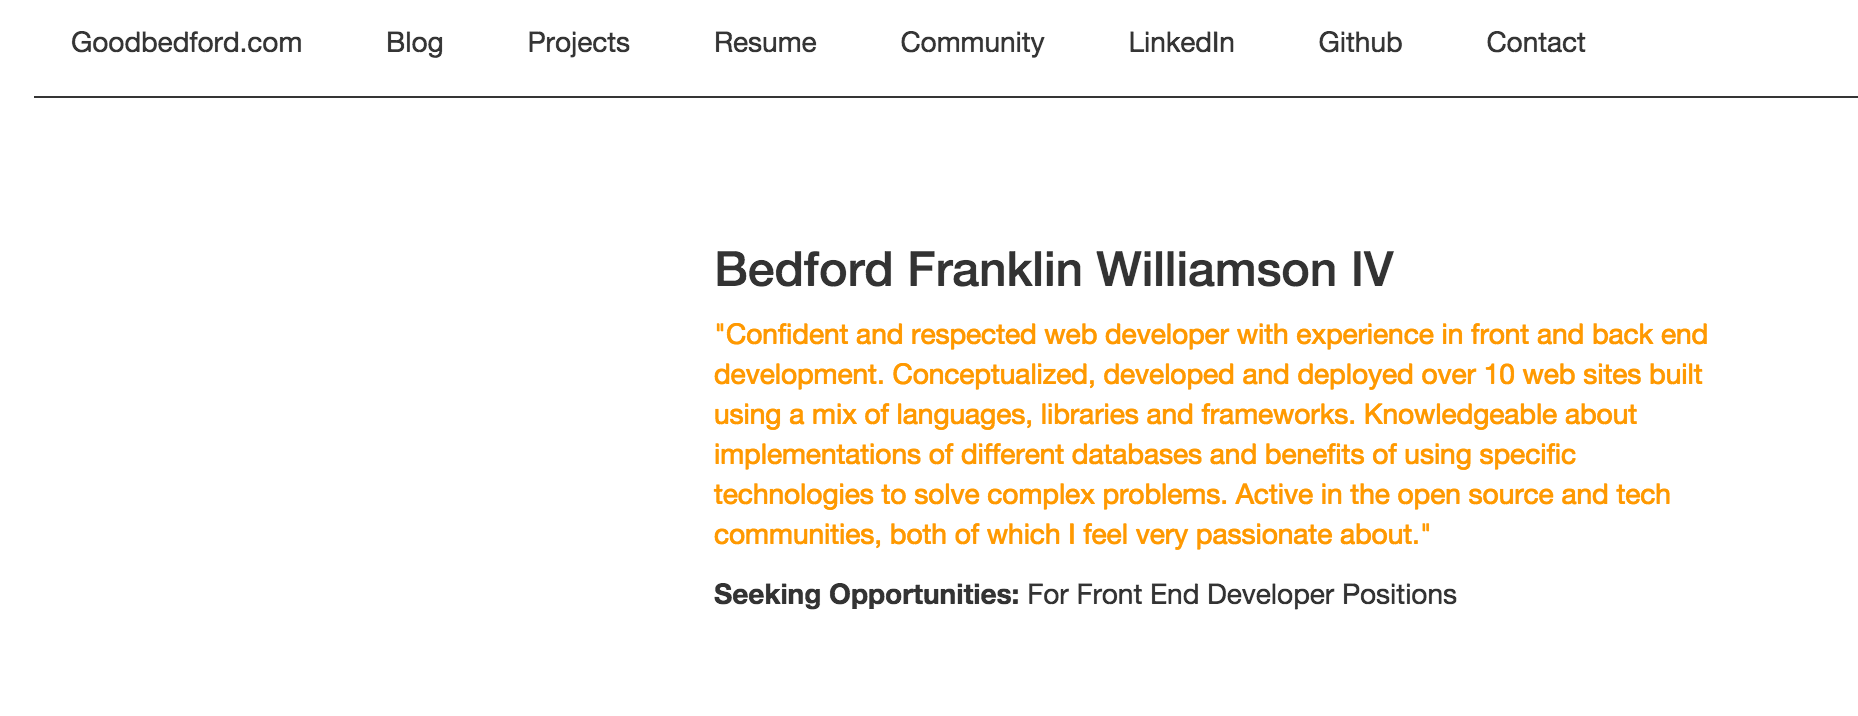 Goodbedford.com Blog Projects Resume Community LinkedIn Github Contact
Bedford Franklin Williamson IV
"Confident and respected web developer with experience in front and back end
development. Conceptualized, developed and deployed over 10 web sites built
using a mix of languages, libraries and frameworks. Knowledgeable about
implementations of different databases and benefits of using specific
technologies to solve complex problems. Active in the open source and tech
communities, both of which I feel very passionate about."
Seeking Opportunities: For Front End Developer Positions